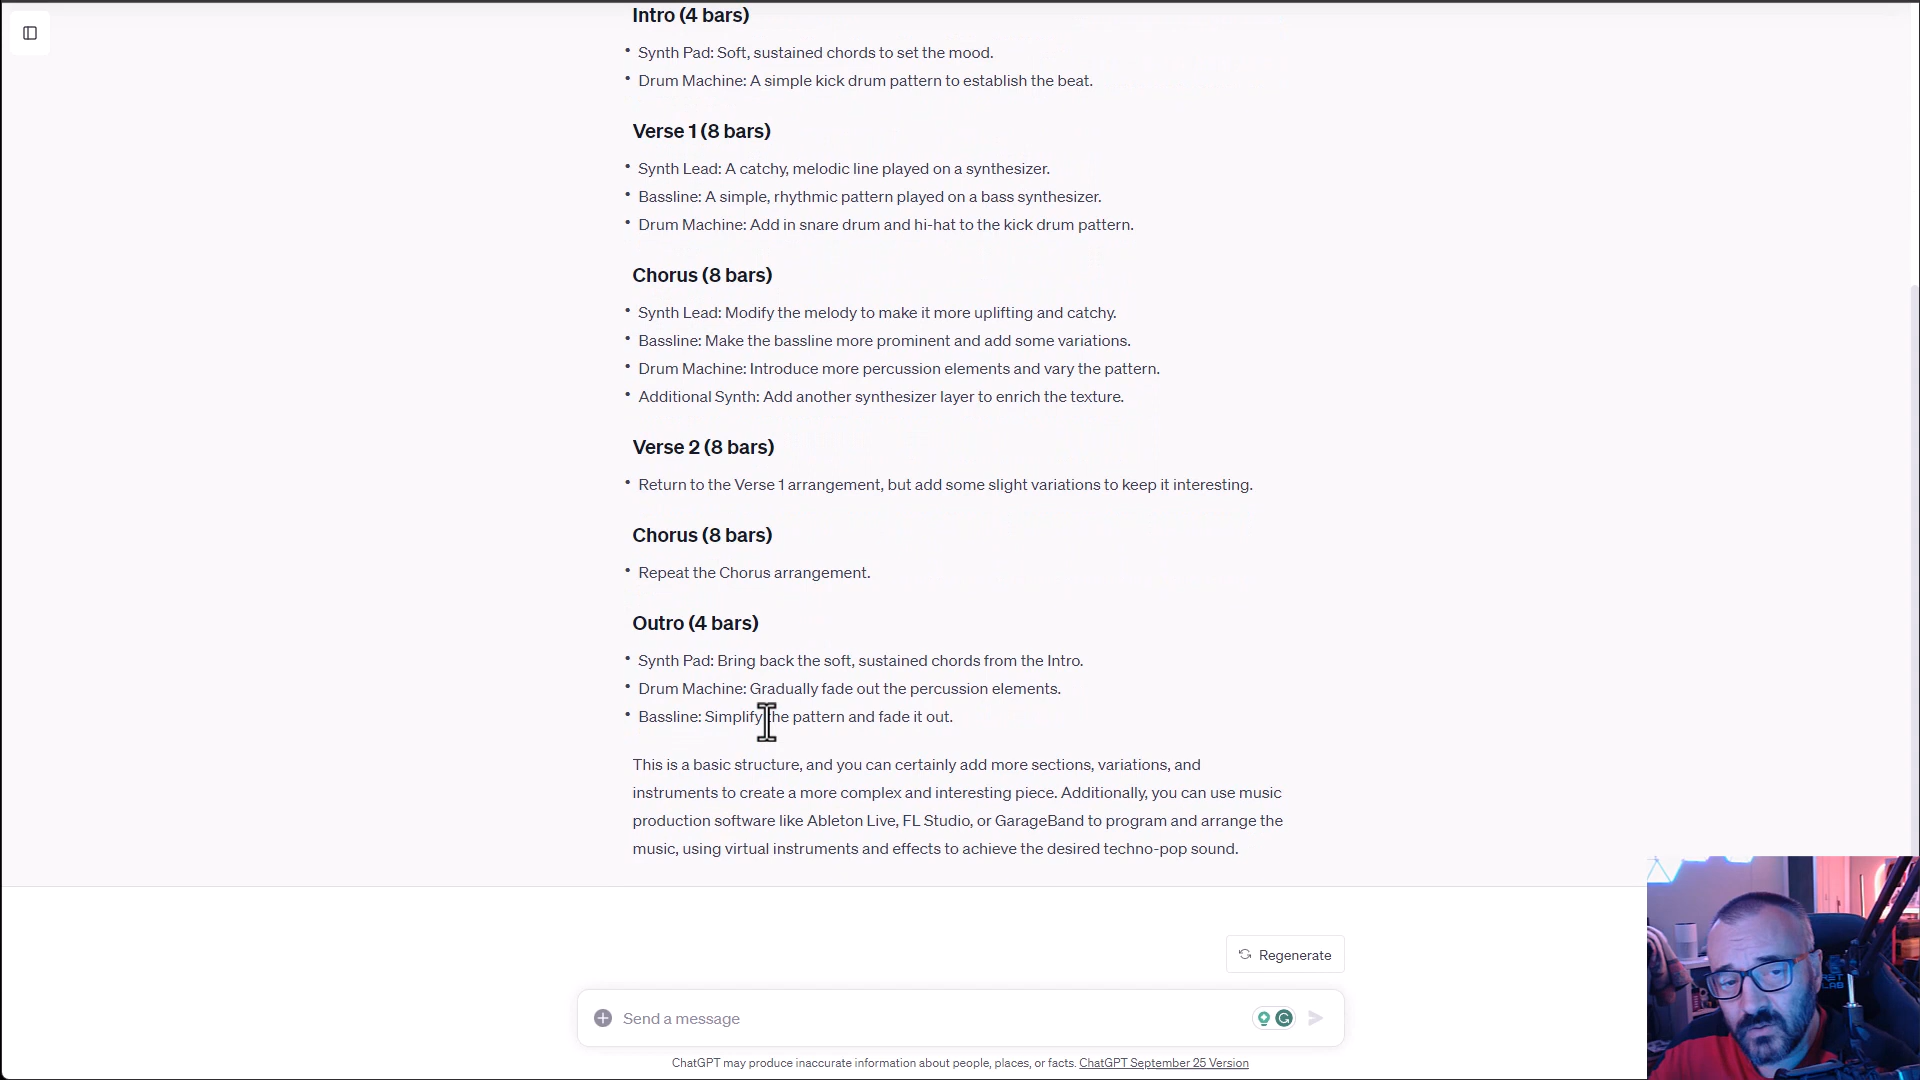 Intro (4 bars)
• Synth Pad: Soft, sustained chords to set the mood.
• Drum Machine: A simple kick drum pattern to establish the beat.
Verse 1 (8 bars)
• Synth Lead: A catchy, melodic line played on a synthesizer.
• Bassline: A simple, rhythmic pattern played on a bass synthesizer.
• Drum Machine: Add in snare drum and hi-hat to the kick drum pattern.
Chorus (8 bars)
• Synth Lead: Modify the melody to make it more uplifting and catchy.
• Bassline: Make the bassline more prominent and add some variations.
• Drum Machine: Introduce more percussion elements and vary the pattern.
• Additional Synth: Add another synthesizer layer to enrich the texture.
Verse 2 (8 bars)
• Return to the Verse 1 arrangement, but add some slight variations to keep it interesting.
Chorus (8 bars)
• Repeat the Chorus arrangement.
Outro (4 bars)
• Synth Pad: Bring back the soft, sustained chords from the Intro.
• Drum Machine: Gradually fade out the percussion elements.
• Bassline: Simplify the pattern and fade it out.
This is a basic structure, and you can certainly add more sections, variations, and
instruments to create a more complex and interesting piece. Additionally, you can use music
production software like Ableton Live, FL Studio, or GarageBand to program and arrange the
music, using virtual instruments and effects to achieve the desired techno-pop sound.
Regenerate
Send a message
ChatGPT may produce inaccurate information about people, places, or facts. ChatGPT September 25 Version